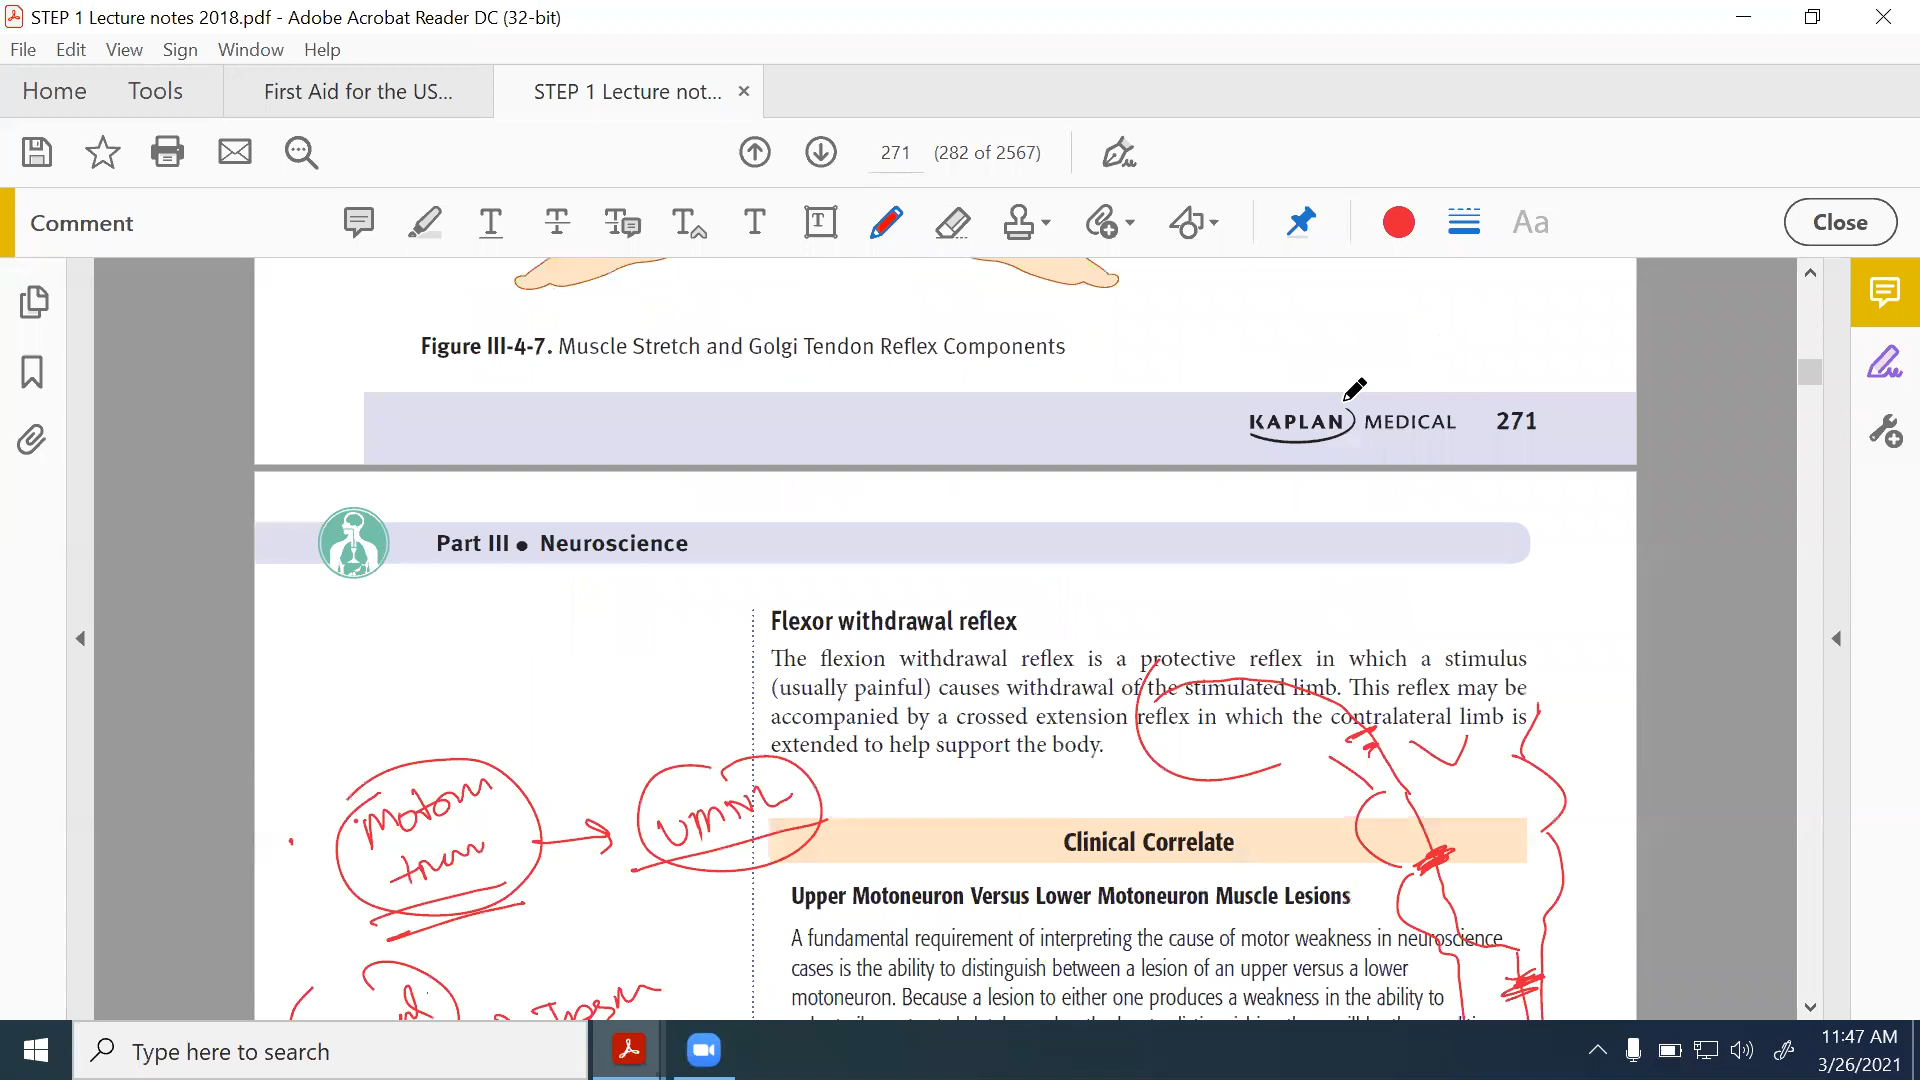 STEP 1 Lecture notes 2018.pdf - Adobe Acrobat Reader DC (32-bit)
File Edit View Sign Window Help
Home Tools First Aid for the US... STEP 1 Lecture not... ×
271 (282 of 2567)
Comment Aa Close
Figure III-4-7. Muscle Stretch and Golgi Tendon Reflex Components
KAPLAN MEDICAL 271
Part III • Neuroscience
Flexor withdrawal reflex
The flexion withdrawal reflex is a protective reflex in which a stimulus
(usually painful) causes withdrawal of the stimulated limb. This reflex may be
accompanied by a crossed extension reflex in which the contralateral limb is
extended to help support the body.
Motom
UMNL
Clinical Correlate
Upper Motoneuron Versus Lower Motoneuron Muscle Lesions
A fundamental requirement of interpreting the cause of motor weakness in neuroscience
cases is the ability to distinguish between a lesion of an upper versus a lower
motoneuron. Because a lesion to either one produces a weakness in the ability to
Type here to search
11:47 AM
3/26/2021